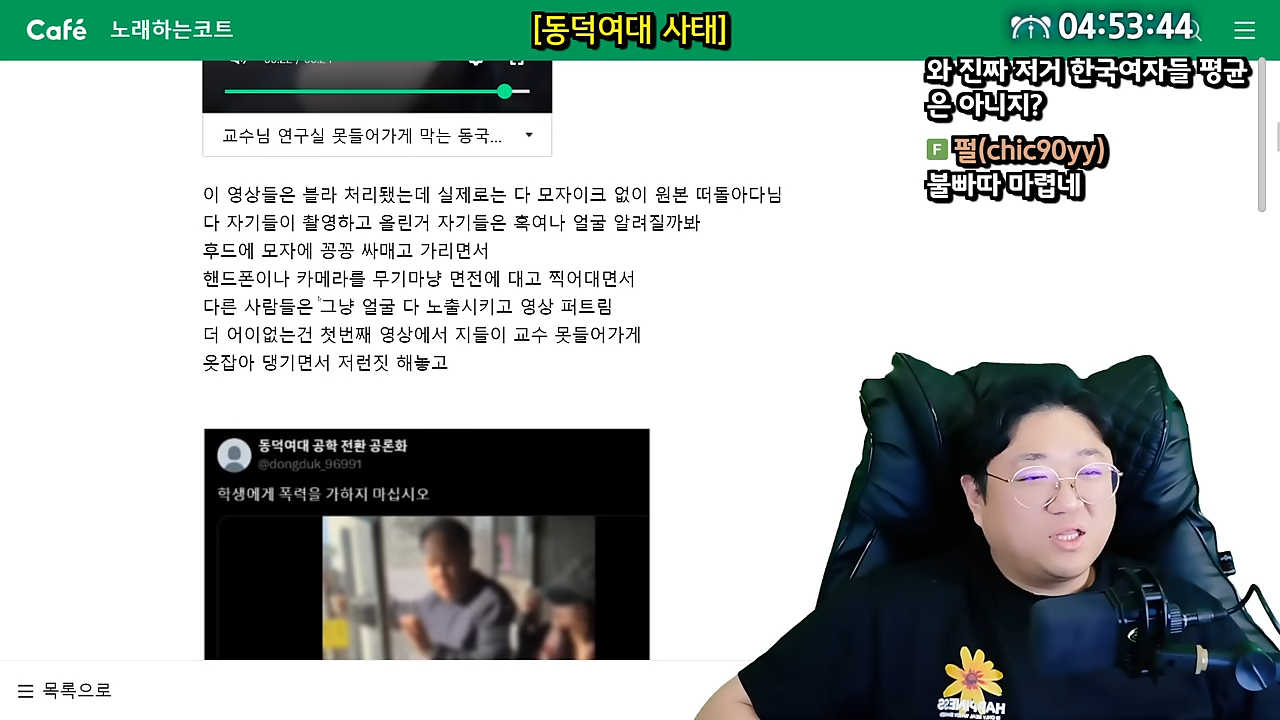 Café 노래하는코트
[동덕여대 사태]
04:53:44
와 진짜 저거 한국여자들 평균
은 아니지?
F 펄(chic90yy)
불빠따 마렵네
교수님 연구실 못들어가게 막는 동국...
이 영상들은 블라 처리됐는데 실제로는 다 모자이크 없이 원본 떠돌아다님
다 자기들이 촬영하고 올린거 자기들은 혹여나 얼굴 알려질까봐
후드에 모자에 꽁꽁 싸매고 가리면서
핸드폰이나 카메라를 무기마냥 면전에 대고 찍어대면서
다른 사람들은 그냥 얼굴 다 노출시키고 영상 퍼트림
더 어이없는건 첫번째 영상에서 지들이 교수 못들어가게
옷잡아 댕기면서 저런짓 해놓고
동덕여대 공학 전환 공론화
@dongduk_96991
학생에게 폭력을 가하지 마십시오
HAPPINESS
목록으로